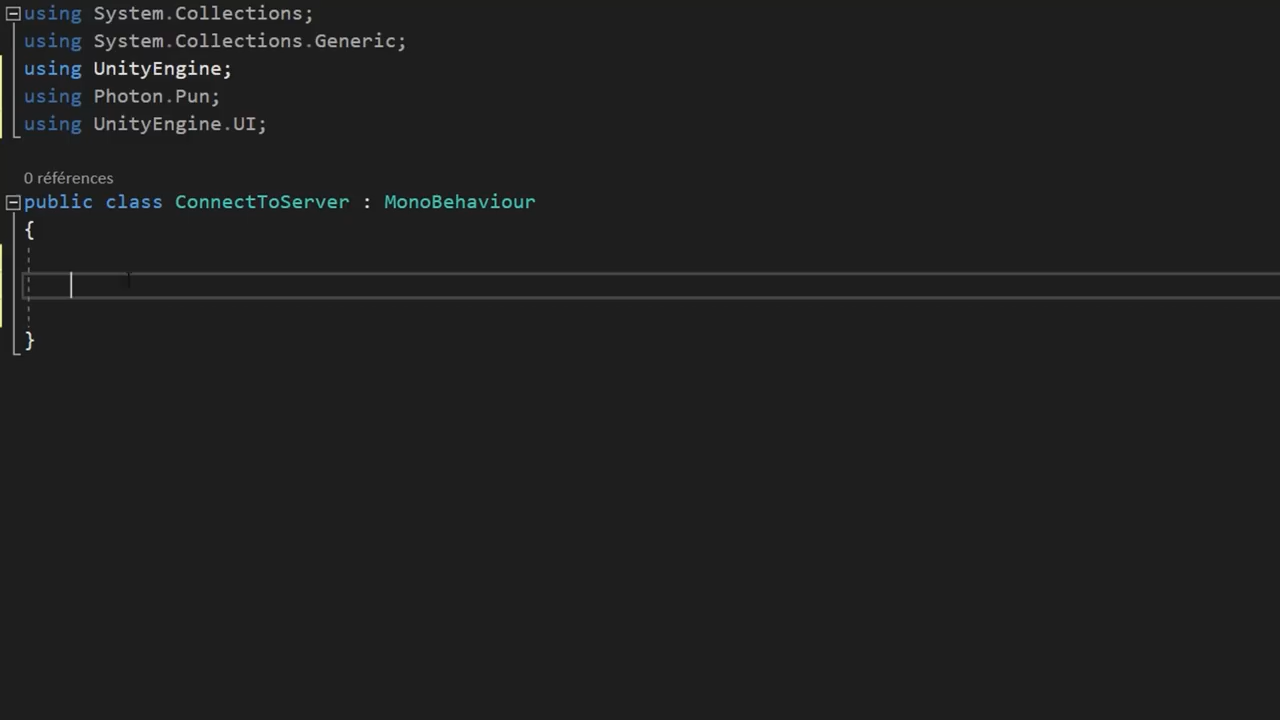 using System.Collections;
using System.Collections.Generic;
using UnityEngine;
using Photon.Pun;
using UnityEngine.UI;
0 références
public class ConnectToServer : MonoBehaviour
{
}